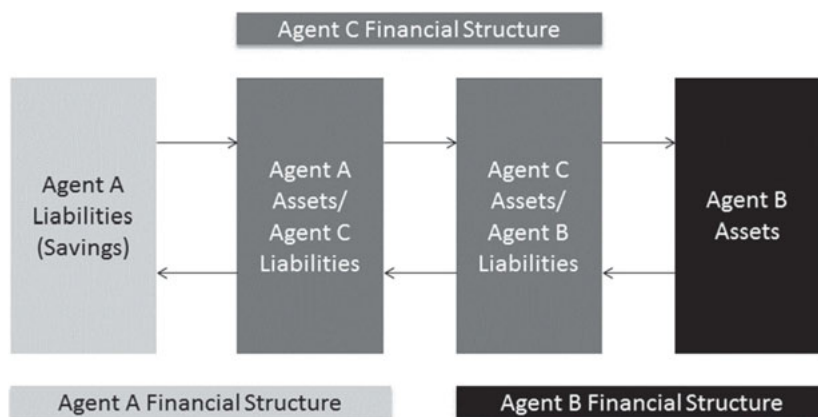 Agent C Financial Structure
Agent A
Liabilities
(Savings)
Agent A
Assets/
Agent C
Liabilities
Agent C
Assets/
Agent B
Liabilities
Agent B
Assets
Agent A Financial Structure
Agent B Financial Structure